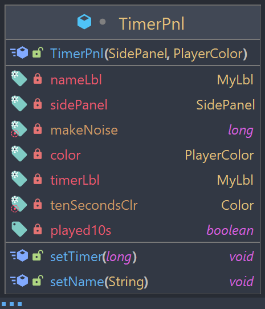 TimerPnl
TimerPnl(SidePanel, PlayerColor)
nameLbl MyLbl
sidePanel SidePanel
makeNoise long
color PlayerColor
timerLbl MyLbl
tenSecondsClr Color
played10s boolean
setTimer(long) void
setName(String) void